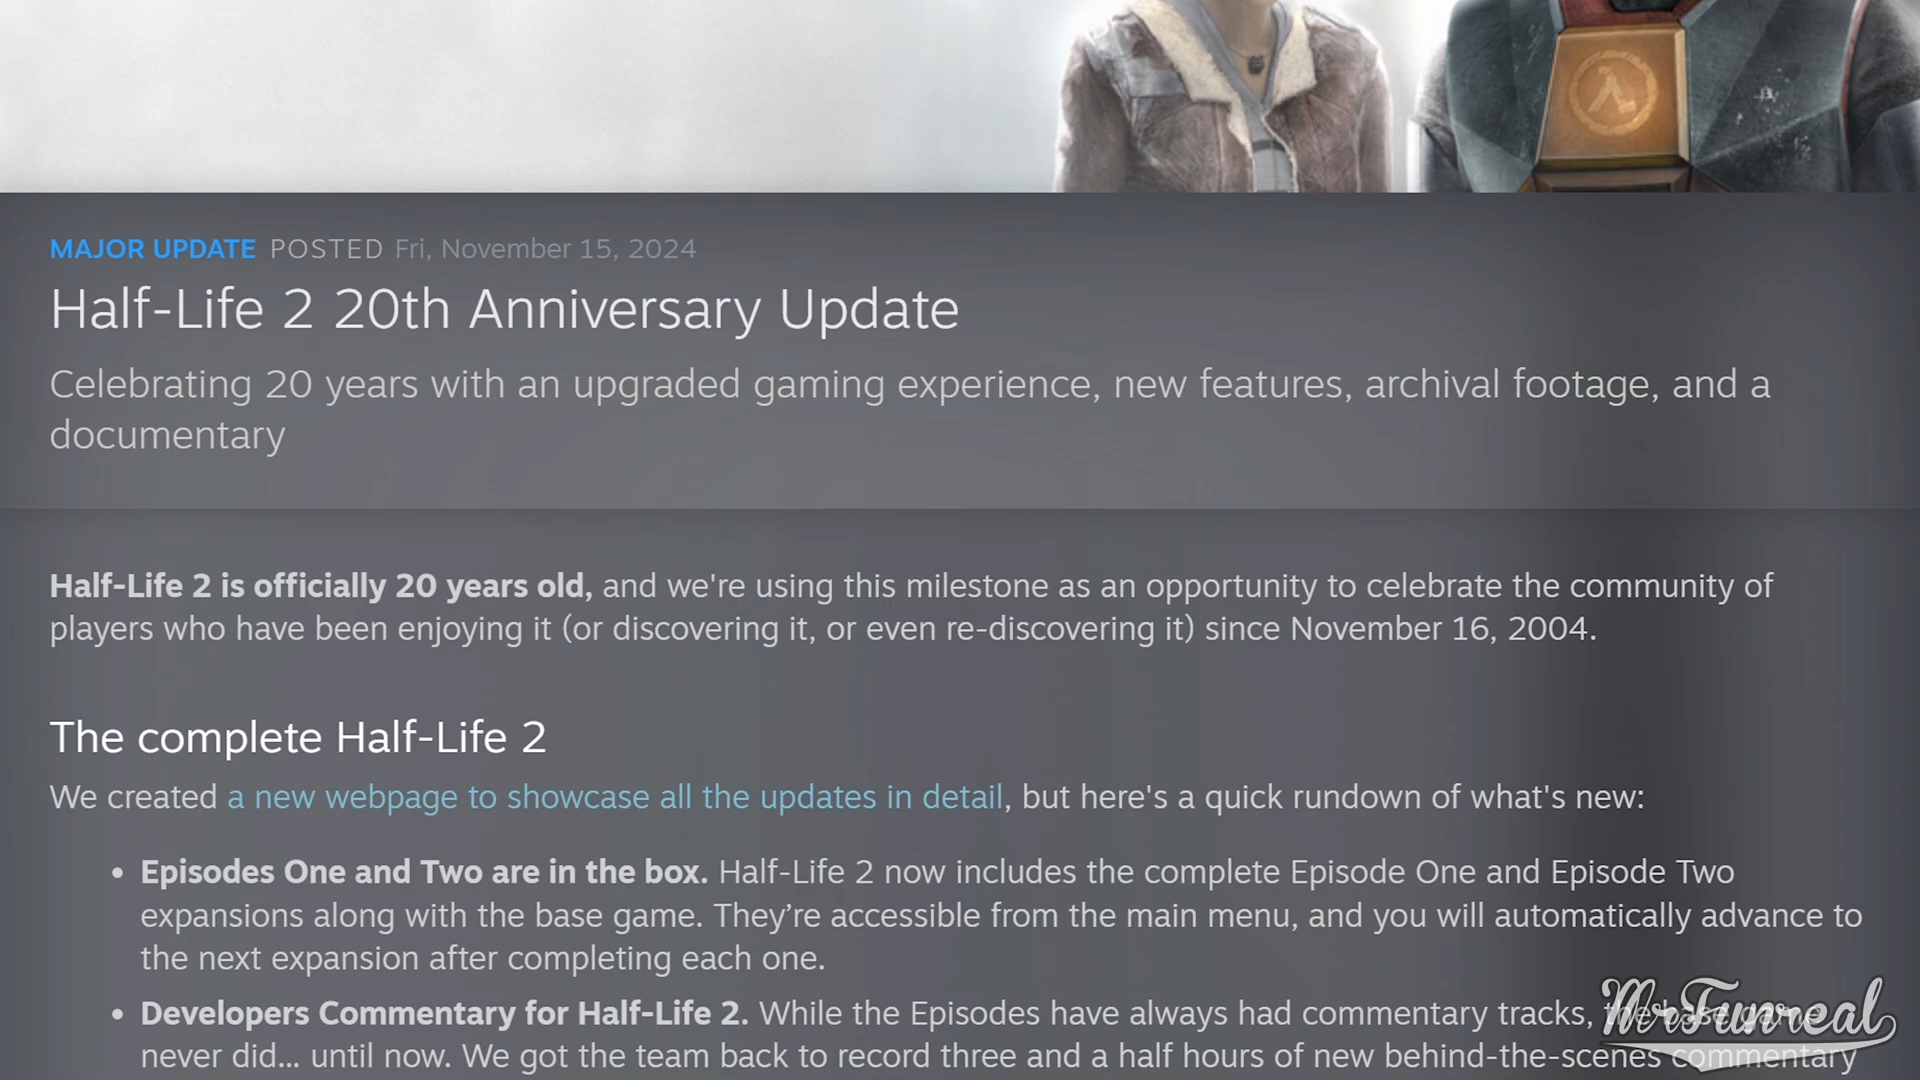 MAJOR UPDATE POSTED Fri, November 15, 2024
Half-Life 2 20th Anniversary Update
Celebrating 20 years with an upgraded gaming experience, new features, archival footage, and a
documentary
Half-Life 2 is officially 20 years old, and we're using this milestone as an opportunity to celebrate the community of
players who have been enjoying it (or discovering it, or even re-discovering it) since November 16, 2004.
The complete Half-Life 2
We created a new webpage to showcase all the updates in detail, but here's a quick rundown of what's new:
• Episodes One and Two are in the box. Half-Life 2 now includes the complete Episode One and Episode Two
expansions along with the base game. They’re accessible from the main menu, and you will automatically advance to
the next expansion after completing each one.
• Developers Commentary for Half-Life 2. While the Episodes have always had commentary tracks, the base game
never did... until now. We got the team back to record three and a half hours of new behind-the-scenes commentary
MrFunreal